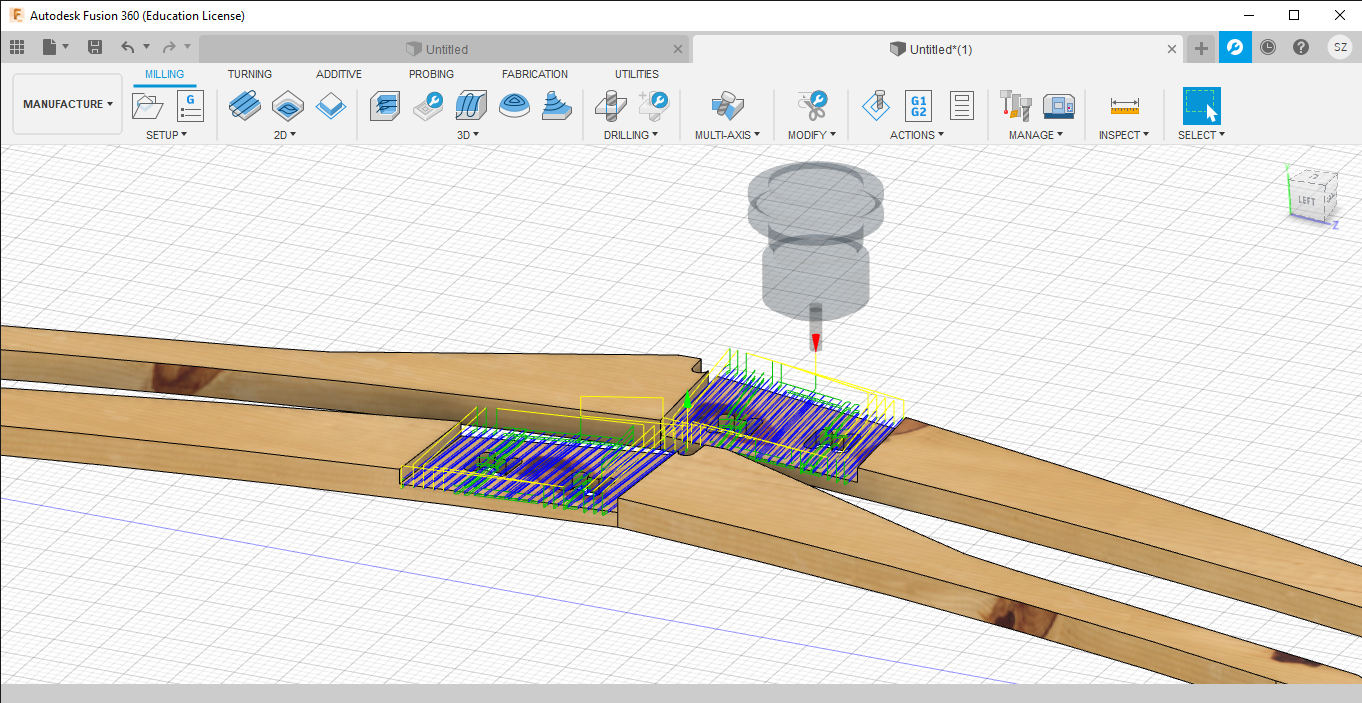 F Autodesk Fusion 360 (Education License)
Untitled
Untitled*(1)
SZ
MILLING TURNING ADDITIVE PROBING FABRICATION UTILITIES
MANUFACTURE
G
G1
G2
SETUP 2D 3D DRILLING MULTI-AXIS MODIFY ACTIONS MANAGE INSPECT SELECT
Y
LEFT
Z